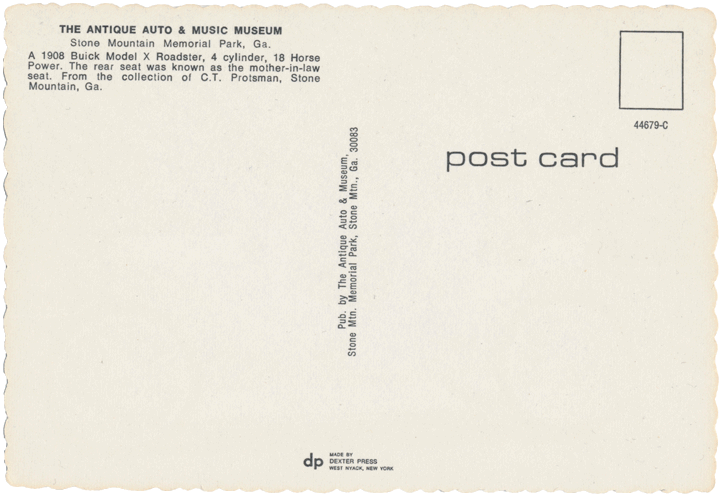 THE ANTIQUE AUTO & MUSIC MUSEUM
Stone Mountain Memorial Park, Ga.
A 1908 Buick Model X Roadster, 4 cylinder, 18 Horse
Power. The rear seat was known as the mother-in-law
seat. From the collection of C.T. Protsman, Stone
Mountain, Ga.
44679-C
post card
Pub. by The Antique Auto & Museum,
Stone Mtn. Memorial Park, Stone Mtn., Ga. 30083
dp
MADE BY
DEXTER PRESS
WEST NYACK, NEW YORK